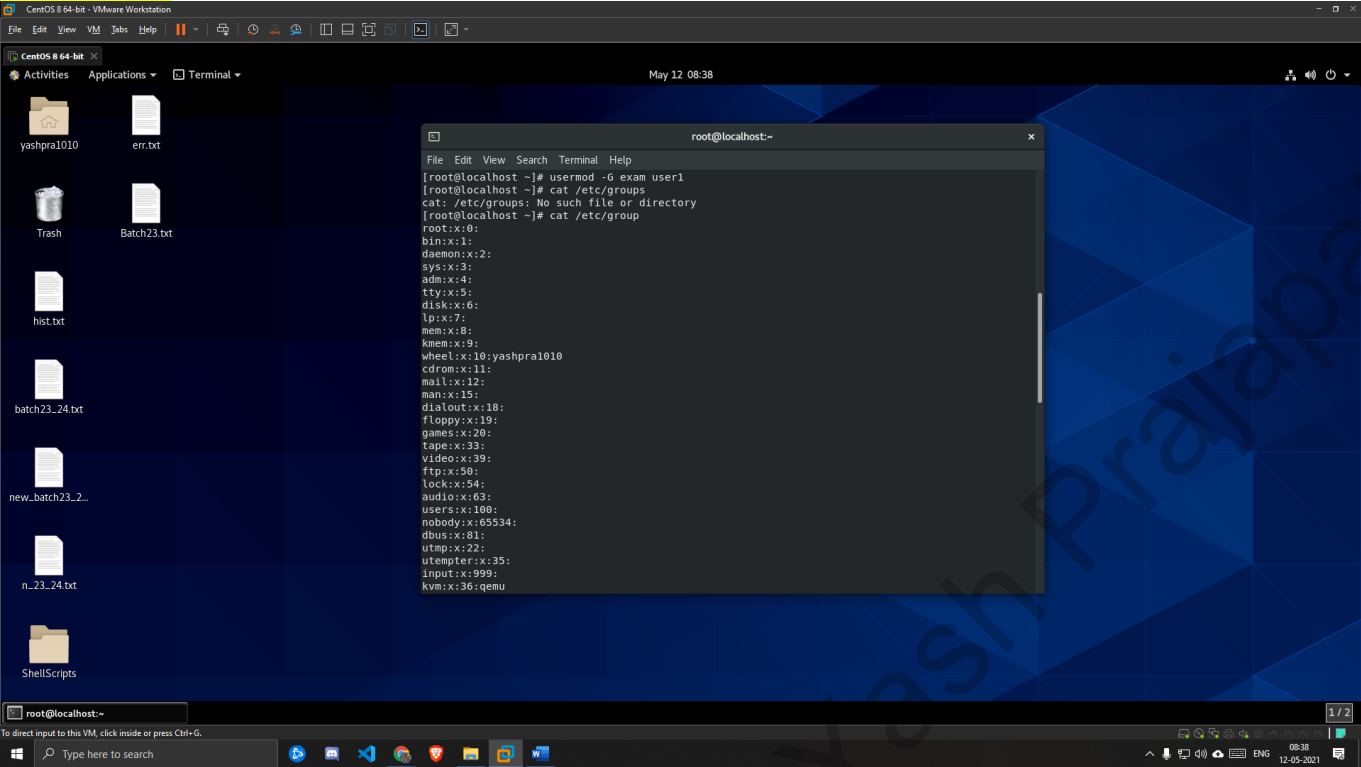 CentOS 8 64-bit - VMware Workstation
File Edit View VM Tabs Help
CentOS 8 64-bit
Activities Applications Terminal May 12 08:38
yashpra1010 err.txt
Trash Batch23.txt
hist.txt
batch23_24.txt
new_batch23_2...
n_23_24.txt
ShellScripts
root@localhost:~
File Edit View Search Terminal Help
[root@localhost ~]# usermod -G exam user1
[root@localhost ~]# cat /etc/groups
cat: /etc/groups: No such file or directory
[root@localhost ~]# cat /etc/group
root:x:0:
bin:x:1:
daemon:x:2:
sys:x:3:
adm:x:4:
tty:x:5:
disk:x:6:
lp:x:7:
mem:x:8:
kmem:x:9:
wheel:x:10:yashpra1010
cdrom:x:11:
mail:x:12:
man:x:15:
dialout:x:18:
floppy:x:19:
games:x:20:
tape:x:33:
video:x:39:
ftp:x:50:
lock:x:54:
audio:x:63:
users:x:100:
nobody:x:65534:
dbus:x:81:
utmp:x:22:
utempter:x:35:
input:x:999:
kvm:x:36:qemu
Yash Prajapa
root@localhost:~ 1 / 2
To direct input to this VM, click inside or press Ctrl+G.
Type here to search ENG 08:38
12-05-2021